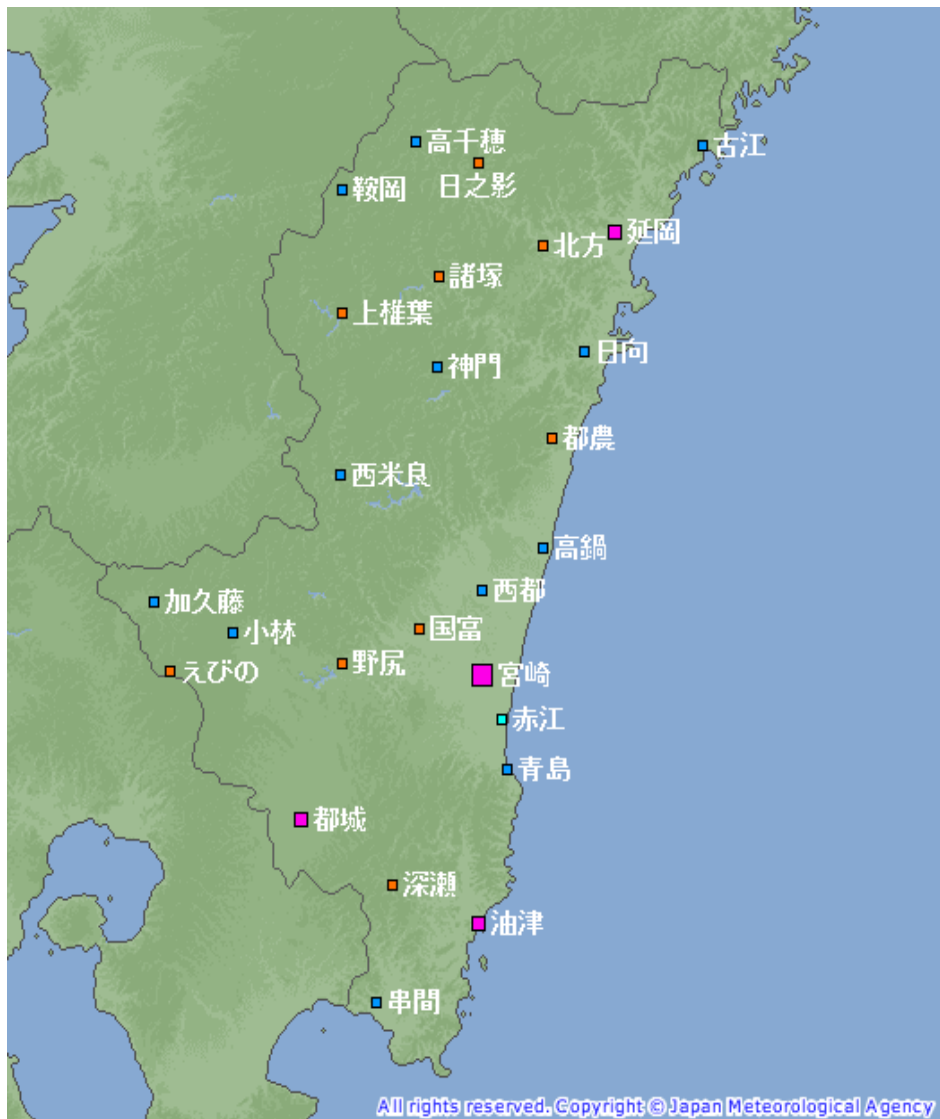 高千穂
古江
日之影
鞍岡
延岡
北方
諸塚
上椎葉
日向
神門
都農
西米良
高鍋
西都
加久藤
国富
小林
野尻
えびの
宮崎
赤江
青島
都城
深瀬
油津
串間
All rights reserved. Copyright © Japan Meteorological Agency